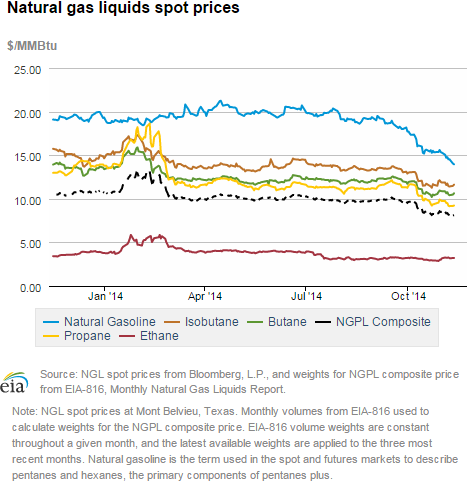 Natural gas liquids spot prices
$/MMBtu
25.00
20.00
15.00
10.00
5.00
0.00
Jan '14 Apr '14 Jul '14 Oct '14
Natural Gasoline Isobutane Butane NGPL Composite
Propane Ethane
eia
Source: NGL spot prices from Bloomberg, L.P., and weights for NGPL composite price
from EIA-816, Monthly Natural Gas Liquids Report.
Note: NGL spot prices at Mont Belvieu, Texas. Monthly volumes from EIA-816 used to
calculate weights for the NGPL composite price. EIA-816 volume weights are constant
throughout a given month, and the latest available weights are applied to the three most
recent months. Natural gasoline is the term used in the spot and futures markets to describe
pentanes and hexanes, the primary components of pentanes plus.